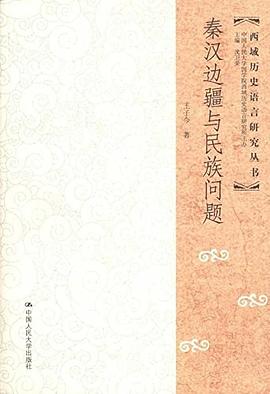 西域历史语言研究丛书
中国人民大学国学院西域历史语言研究所主办
主编 沈卫荣
秦汉边疆与民族问题
王子今 著
中国人民大学出版社